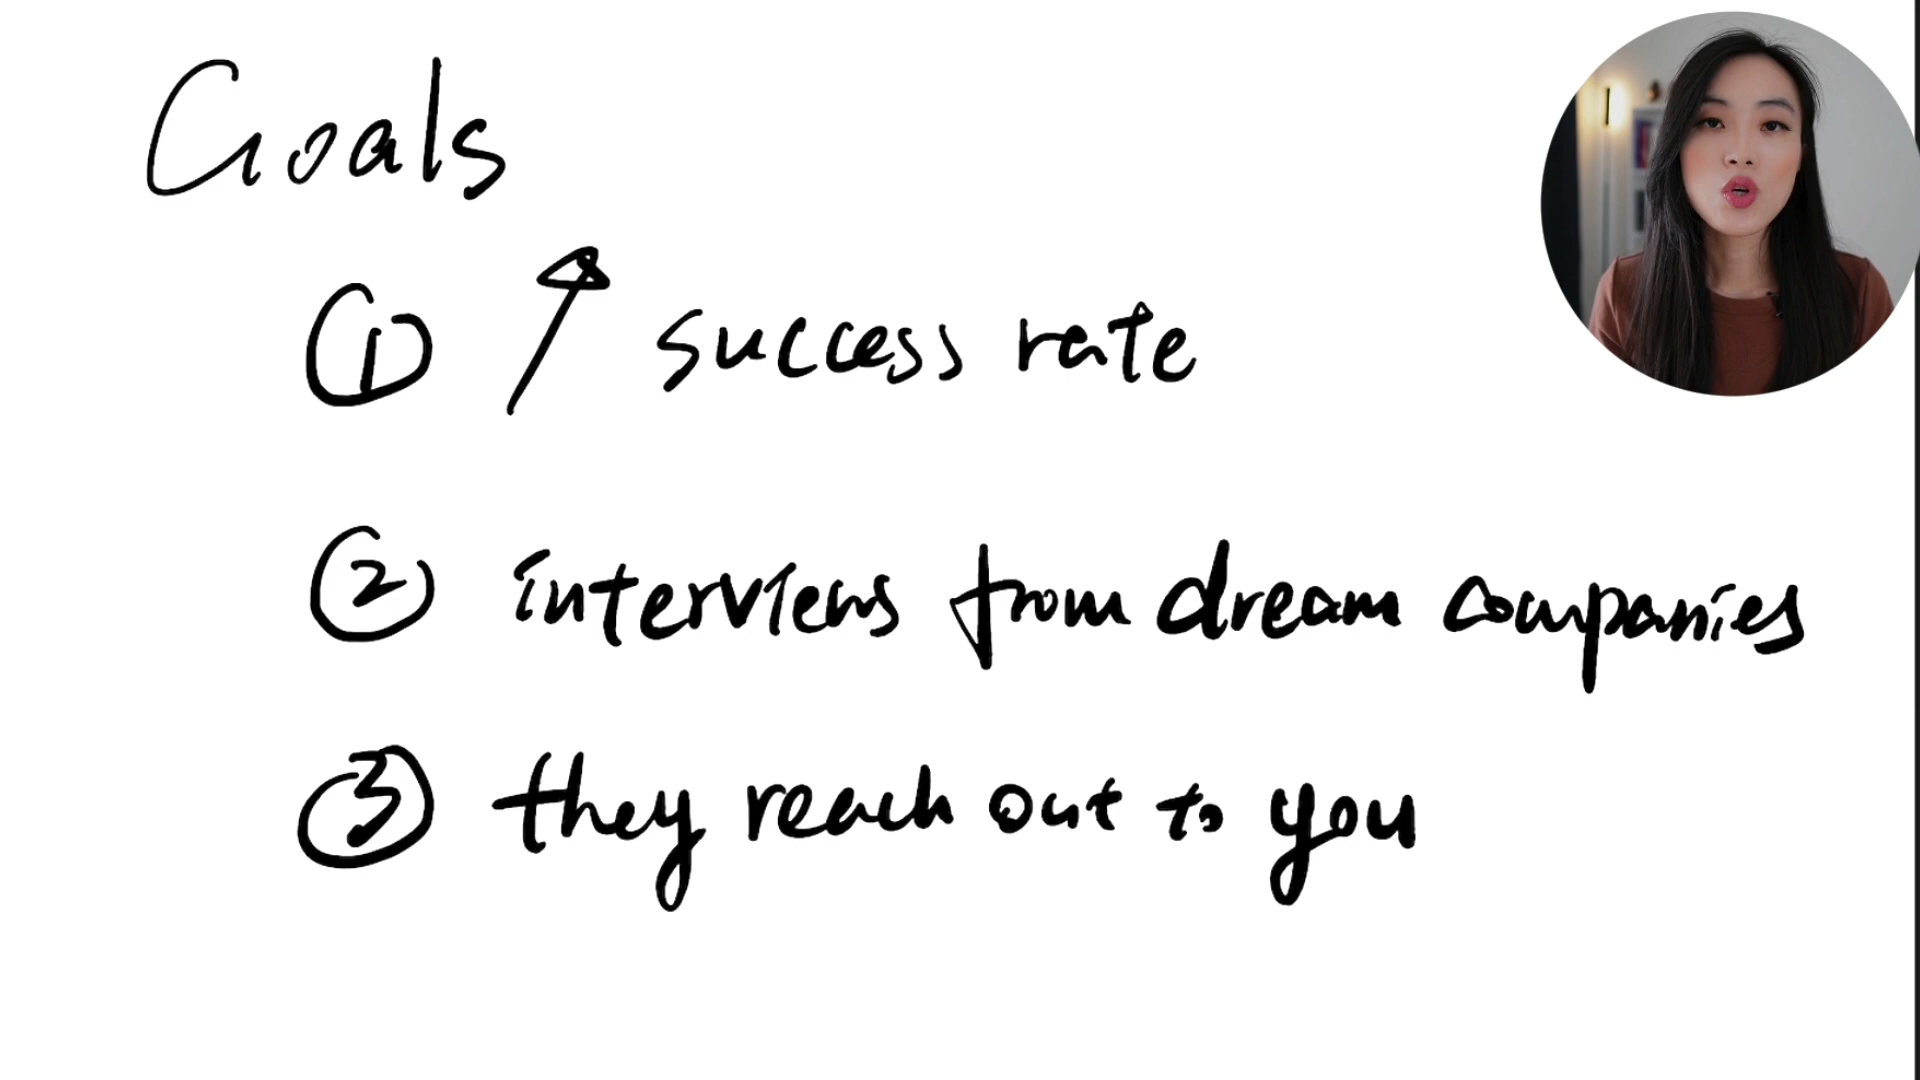 Goals
① ↗ success rate
② interviews from dream companies
③ they reach out to you